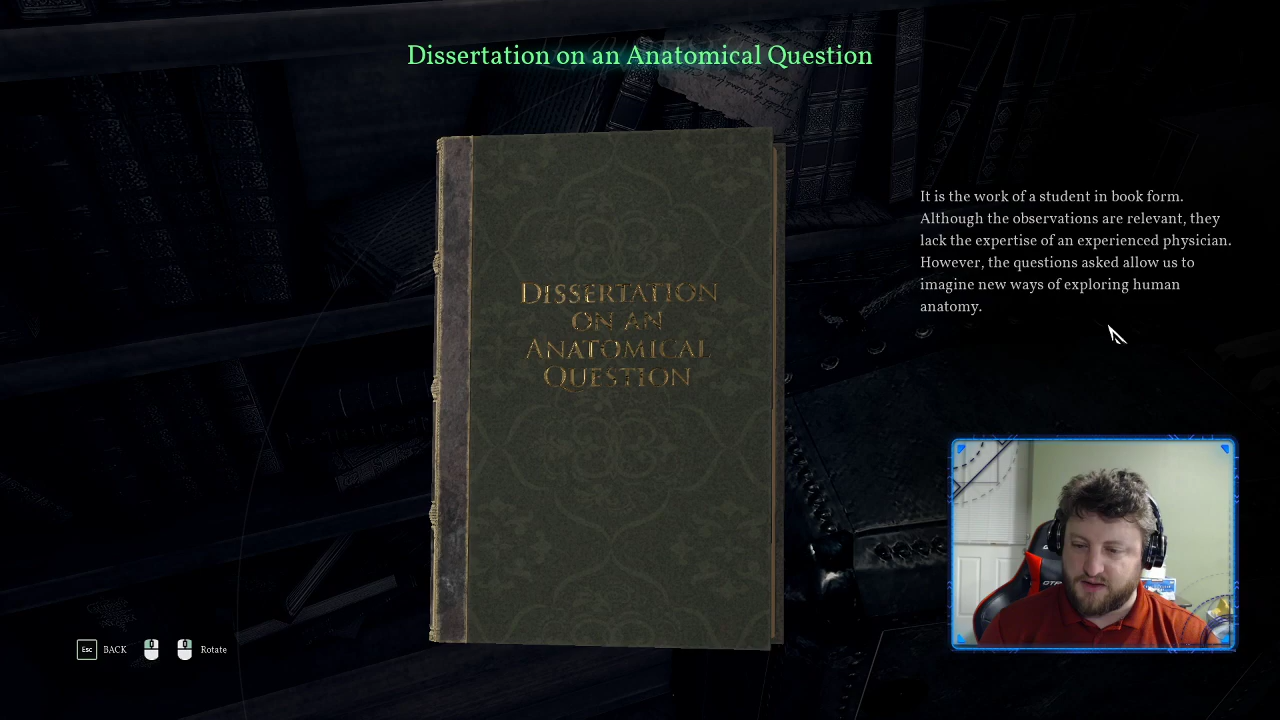 Dissertation on an Anatomical Question
It is the work of a student in book form.
Although the observations are relevant, they
lack the expertise of an experienced physician.
However, the questions asked allow us to
imagine new ways of exploring human
anatomy.
DISSERTATION
ON AN
ANATOMICAL
QUESTION
Esc BACK
Rotate